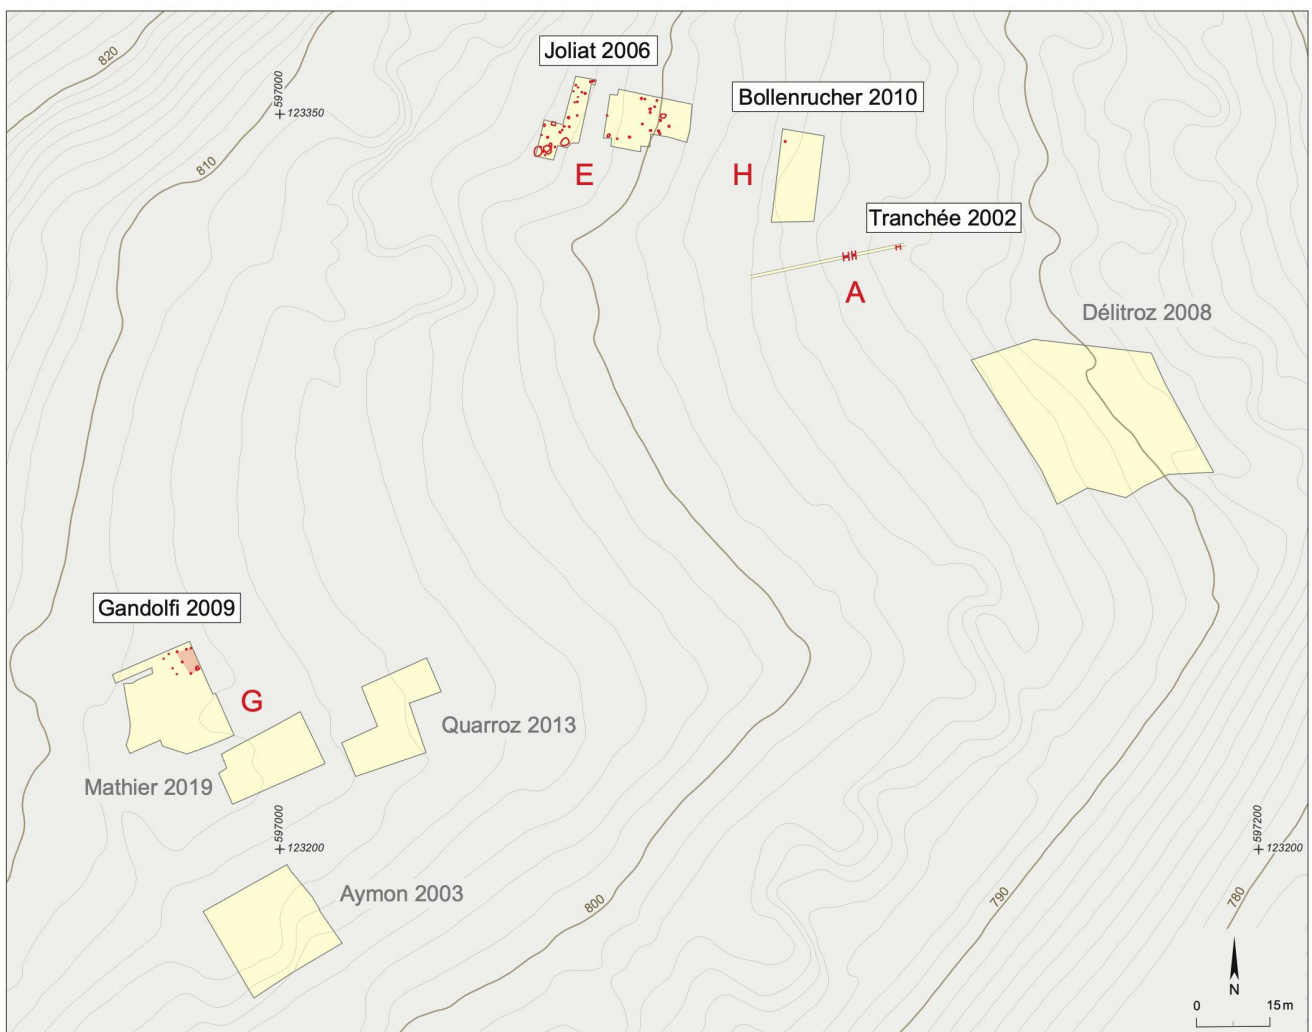 820
Joliat 2006
597000
123350
Bollenrucher 2010
810
E
H
Tranchée 2002
A
Délitroz 2008
Gandolfi 2009
G
Quarroz 2013
Mathier 2019
597000
123200
597200
123200
Aymon 2003
800
790
780
N
0 15 m